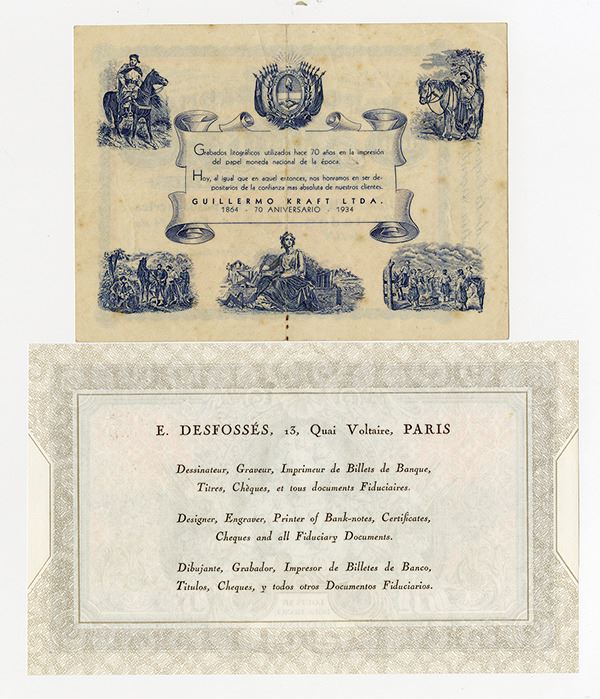 Grabados litográficos utilizados hace 70 años en la impresión
del papel moneda nacional de la época.
Hoy, al igual que en aquel entonces, nos honramos en ser de-
positarios de la confianza mas absoluta de nuestros clientes.
GUILLERMO KRAFT LTDA.
1864 - 70 ANIVERSARIO - 1934
E. DESFOSSÉS, 13, Quai Voltaire, PARIS
Dessinateur, Graveur, Imprimeur de Billets de Banque,
Titres, Chèques, et tous documents Fiduciaires.
Designer, Engraver, Printer of Bank-notes, Certificates,
Cheques and all Fiduciary Documents.
Dibujante, Grabador, Impresor de Billetes de Banco,
Titulos, Cheques, y todos otros Documentos Fiduciarios.